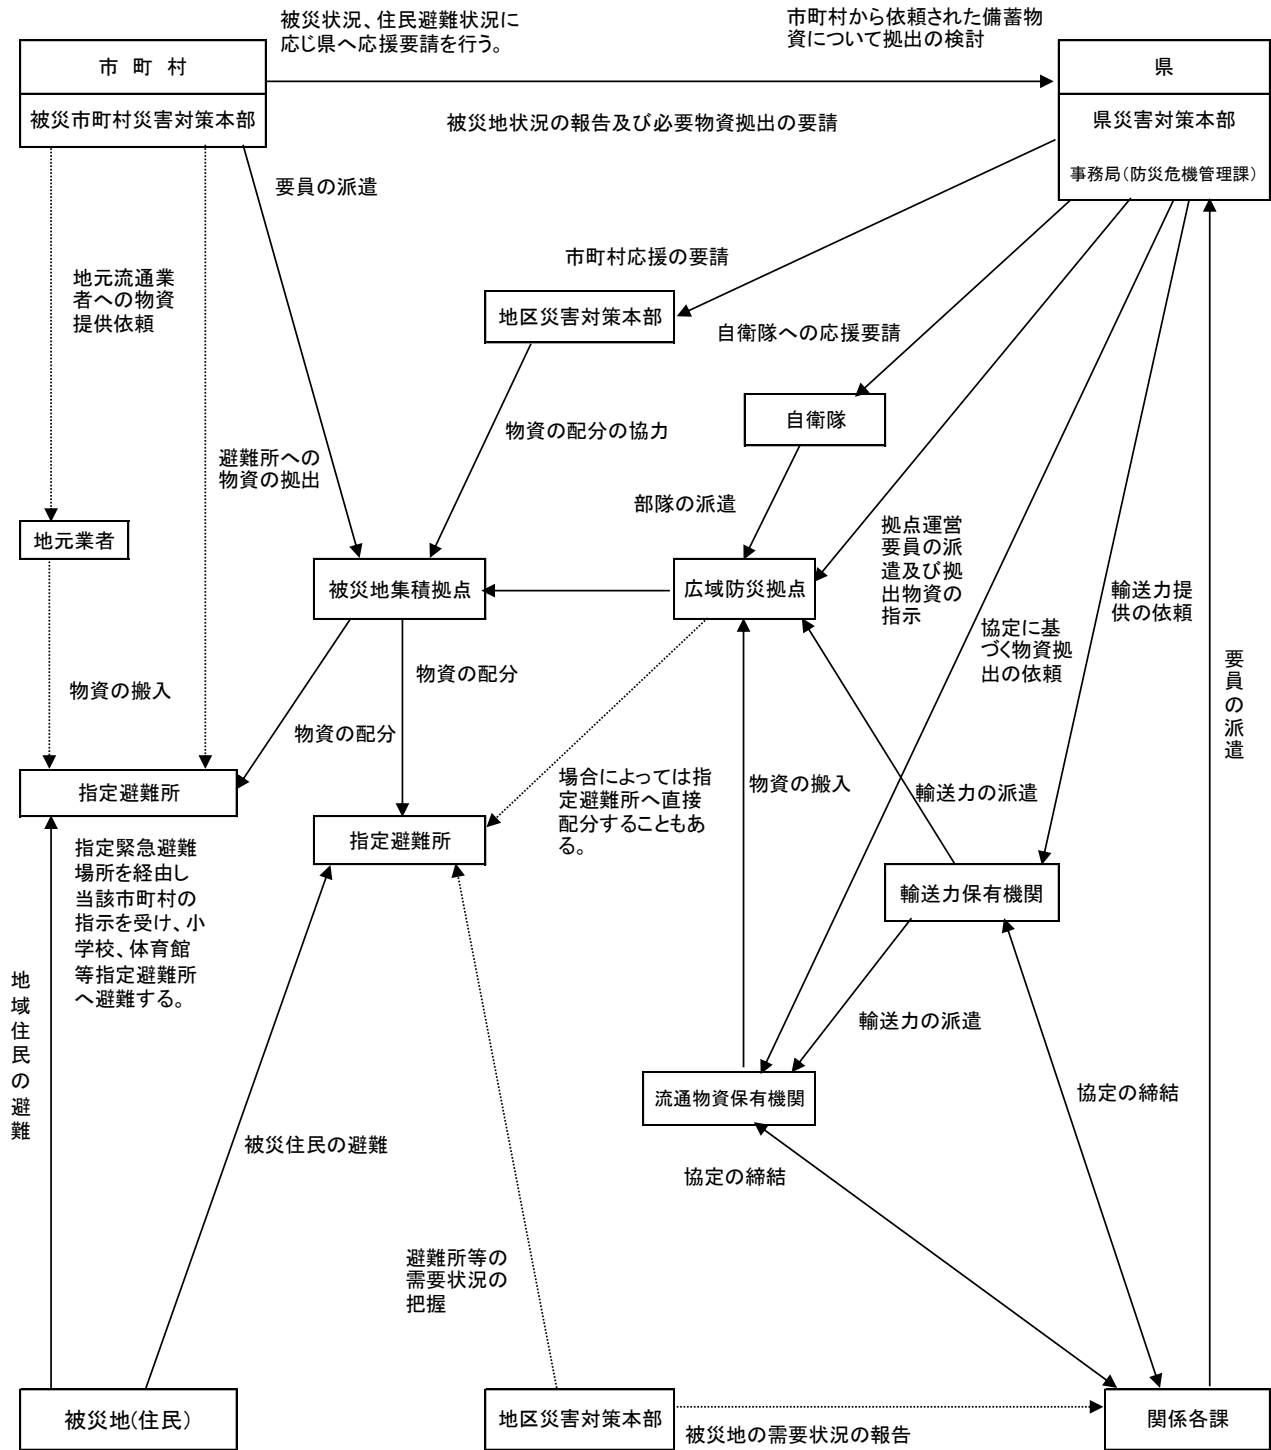 被災状況、住民避難状況に
応じ県へ応援要請を行う。
市町村から依頼された備蓄物
資について拠出の検討
市 町 村
県
被災市町村災害対策本部
被災地状況の報告及び必要物資拠出の要請
県災害対策本部
事務局(防災危機管理課)
要員の派遣
市町村応援の要請
地元流通業
者への物資
提供依頼
地区災害対策本部
自衛隊への応援要請
自衛隊
物資の配分の協力
避難所への
物資の拠出
部隊の派遣
地元業者
拠点運営
要員の派
遣及び拠
出物資の
指示
被災地集積拠点
広域防災拠点
輸送力提
供の依頼
協定に基
づく物資拠
出の依頼
要員の派遣
物資の搬入
物資の配分
物資の配分
指定避難所
場合によっては指
定避難所へ直接
配分することもあ
る。
物資の搬入
輸送力の派遣
指定避難所
指定緊急避難
場所を経由し
当該市町村の
指示を受け、小
学校、体育館
等指定避難所
へ避難する。
輸送力保有機関
地域住民の避難
輸送力の派遣
流通物資保有機関
協定の締結
被災住民の避難
協定の締結
避難所等の
需要状況の
把握
被災地(住民)
地区災害対策本部
被災地の需要状況の報告
関係各課